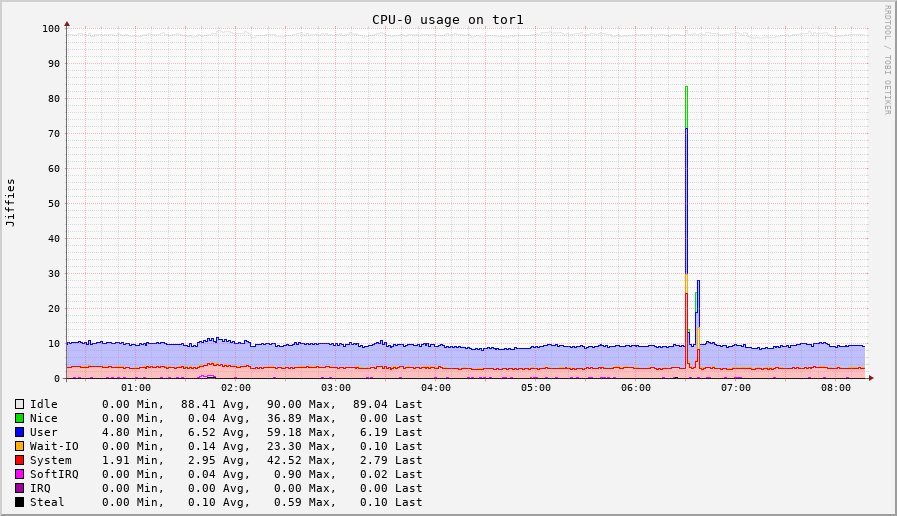 CPU-0 usage on tor1
RRDTOOL / TOBI OETIKER
Jiffies
100
90
80
70
60
50
40
30
20
10
0
01:00 02:00 03:00 04:00 05:00 06:00 07:00 08:00
Idle 0.00 Min, 88.41 Avg, 90.00 Max, 89.04 Last
Nice 0.00 Min, 0.04 Avg, 36.89 Max, 0.00 Last
User 4.80 Min, 6.52 Avg, 59.18 Max, 6.19 Last
Wait-IO 0.00 Min, 0.14 Avg, 23.30 Max, 0.10 Last
System 1.91 Min, 2.95 Avg, 42.52 Max, 2.79 Last
SoftIRQ 0.00 Min, 0.04 Avg, 0.90 Max, 0.02 Last
IRQ 0.00 Min, 0.00 Avg, 0.00 Max, 0.00 Last
Steal 0.00 Min, 0.10 Avg, 0.59 Max, 0.10 Last